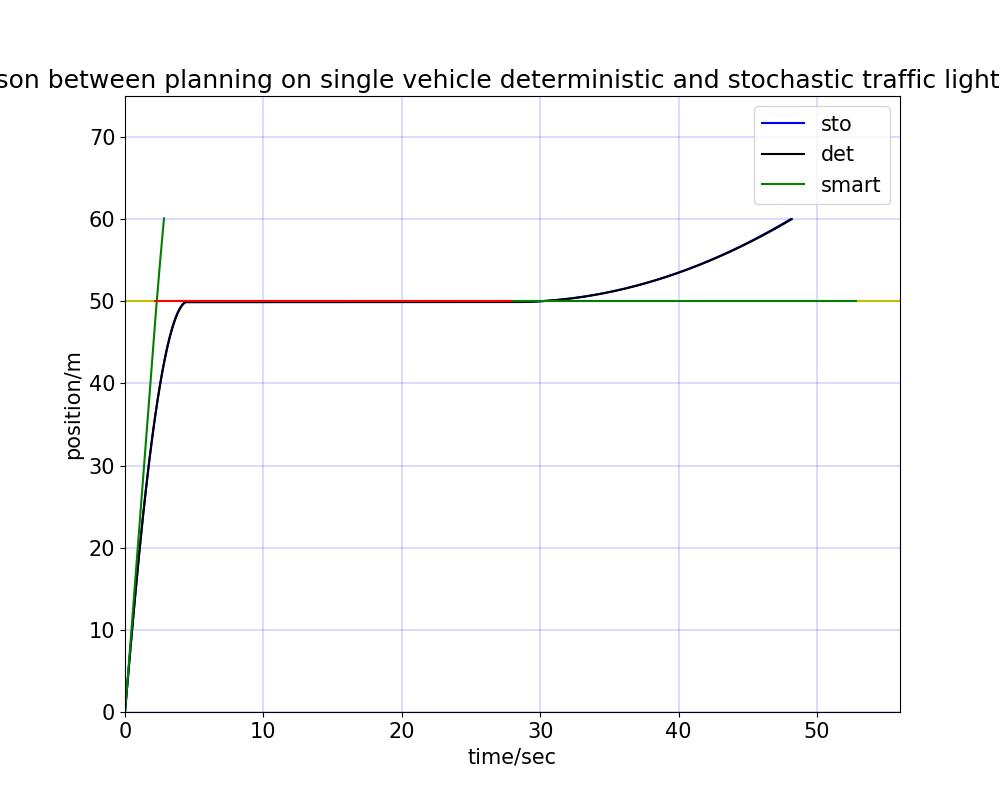 son between planning on single vehicle deterministic and stochastic traffic light
sto
det
smart
70
60
50
40
30
20
10
0
position/m
0 10 20 30 40 50
time/sec